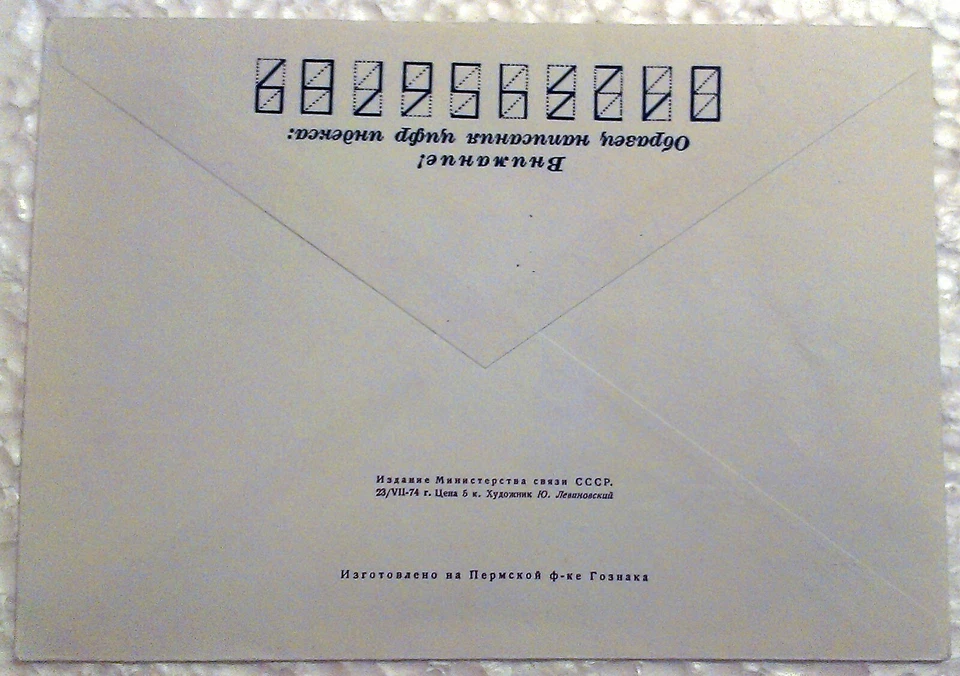 Внимание!
Образец написания цифр индекса:
0123456789
Издание Министерства связи СССР.
23/VII-74 г. Цена 5 к. Художник Ю. Левиновский
Изготовлено на Пермской ф-ке Гознака